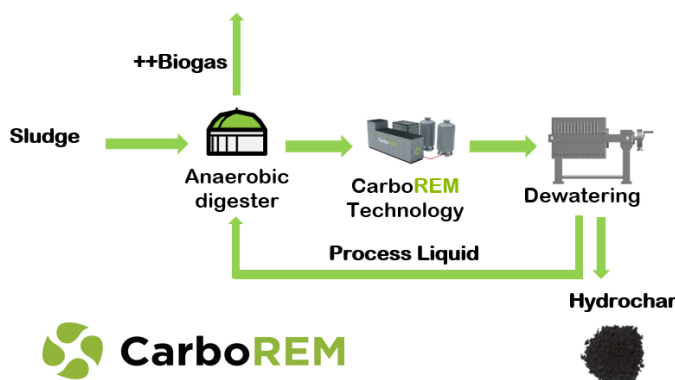 ++Biogas
Sludge
Anaerobic
digester
CarboREM
Technology
Dewatering
Process Liquid
Hydrochar
CarboREM